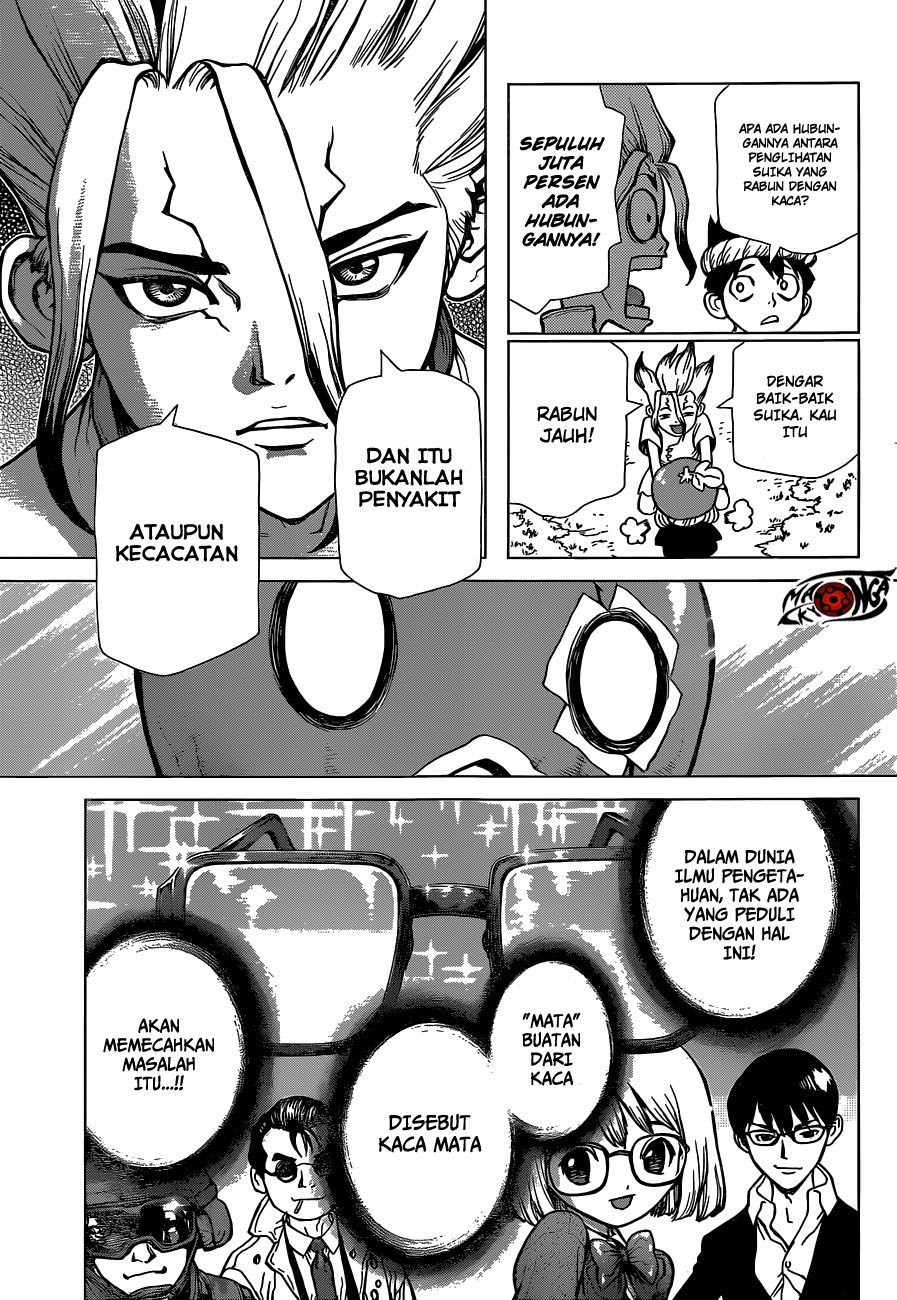 APA ADA HUBUN-
GANNYA ANTARA
PENGLIHATAN
SUIKA YANG
RABUN DENGAN
KACA?
SEPULUH
JUTA
PERSEN
ADA
HUBUN-
GANNYA!
DENGAR
BAIK-BAIK
SUIKA. KAU
ITU
RABUN
JAUH!
DAN ITU
BUKANLAH
PENYAKIT
ATAUPUN
KECACATAN
MANGAKYO
DALAM DUNIA
ILMU PENGETA-
HUAN, TAK ADA
YANG PEDULI
DENGAN HAL
INI!
"MATA"
BUATAN
DARI
KACA
DISEBUT
KACA MATA
AKAN
MEMECAHKAN
MASALAH
ITU...!!